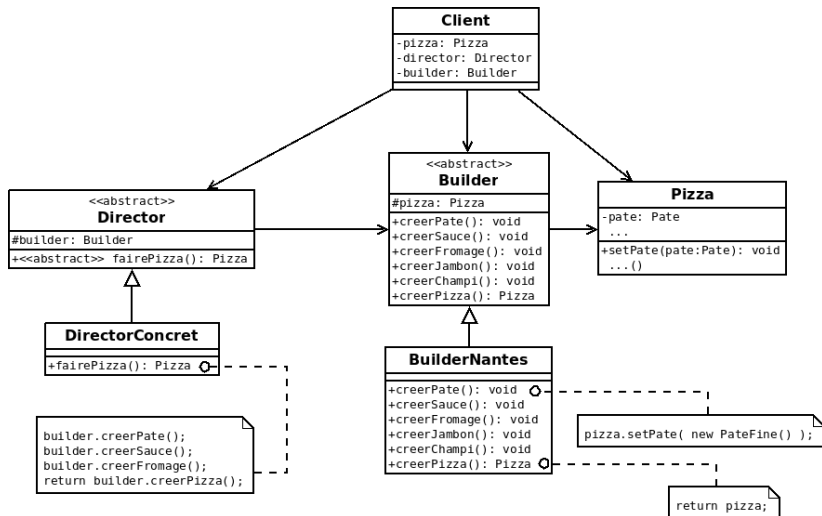 Client
-pizza: Pizza
-director: Director
-builder: Builder
<<abstract>>
Builder
#pizza: Pizza
+creerPate(): void
+creerSauce(): void
+creerFromage(): void
+creerJambon(): void
+creerChampi(): void
+creerPizza(): Pizza
<<abstract>>
Director
#builder: Builder
+<<abstract>> fairePizza(): Pizza
Pizza
-pate: Pate
...
+setPate(pate:Pate): void
...()
DirectorConcret
+fairePizza(): Pizza
BuilderNantes
+creerPate(): void
+creerSauce(): void
+creerFromage(): void
+creerJambon(): void
+creerChampi(): void
+creerPizza(): Pizza
builder.creerPate();
builder.creerSauce();
builder.creerFromage();
return builder.creerPizza();
pizza.setPate( new PateFine() );
return pizza;